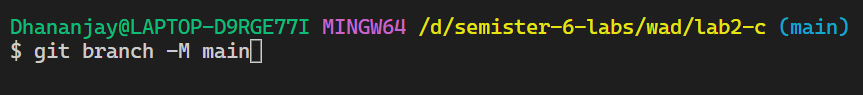 Dhananjay@LAPTOP-D9RGE77I MINGW64 /d/semister-6-labs/wad/lab2-c (main)
$ git branch -M main